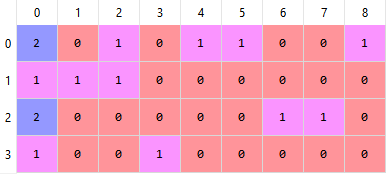 0 1 2 3 4 5 6 7 8
0 2 0 1 0 1 1 0 0 1
1 1 1 1 0 0 0 0 0 0
2 2 0 0 0 0 0 1 1 0
3 1 0 0 1 0 0 0 0 0